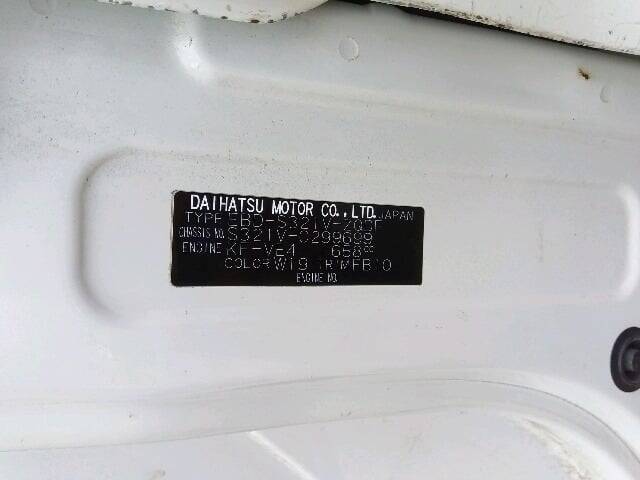 DAIHATSU MOTOR CO.,LTD. JAPAN
TYPE EBD-S321V-ZQDF
CHASSIS NO. S321V-0299699
ENGINE KF-VE4 658cc
COLOR W19 TRIM FB10
ENGINE NO.